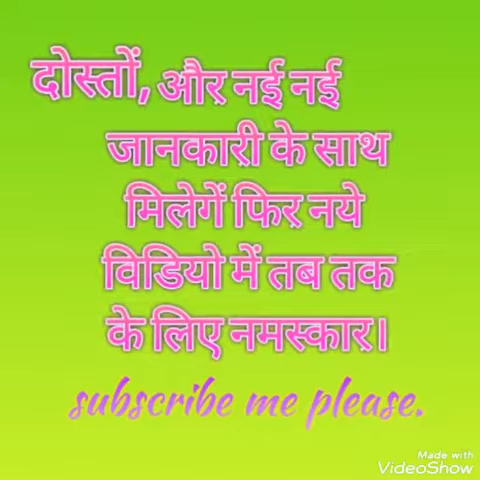 दोस्तों, और नई नई
जानकारी के साथ
मिलेगें फिर नये
विडियो में तब तक
के लिए नमस्कार।
subscribe me please.
Made with
VideoShow